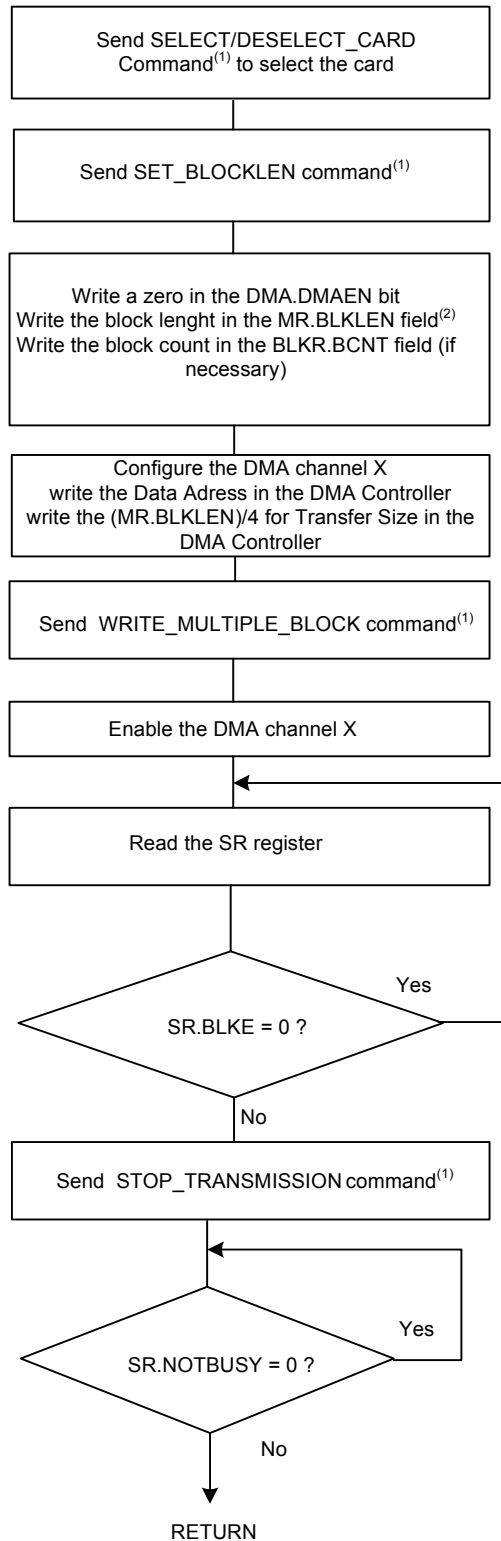 Send SELECT/DESELECT_CARD
Command(1) to select the card
Send SET_BLOCKLEN command(1)
Write a zero in the DMA.DMAEN bit
Write the block lenght in the MR.BLKLEN field(2)
Write the block count in the BLKR.BCNT field (if
necessary)
Configure the DMA channel X
write the Data Adress in the DMA Controller
write the (MR.BLKLEN)/4 for Transfer Size in the
DMA Controller
Send WRITE_MULTIPLE_BLOCK command(1)
Enable the DMA channel X
Read the SR register
Yes
SR.BLKE = 0 ?
No
Send STOP_TRANSMISSION command(1)
Yes
SR.NOTBUSY = 0 ?
No
RETURN